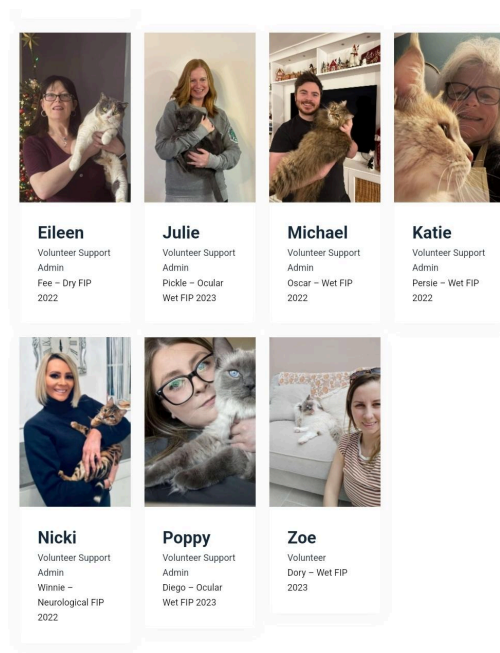 Eileen
Volunteer Support
Admin
Fee – Dry FIP
2022
Julie
Volunteer Support
Admin
Pickle – Ocular
Wet FIP 2023
Michael
Volunteer Support
Admin
Oscar – Wet FIP
2022
Katie
Volunteer Support
Admin
Persie – Wet FIP
2022
Nicki
Volunteer Support
Admin
Winnie –
Neurological FIP
2022
Poppy
Volunteer Support
Admin
Diego – Ocular
Wet FIP 2023
Zoe
Volunteer
Dory – Wet FIP
2023